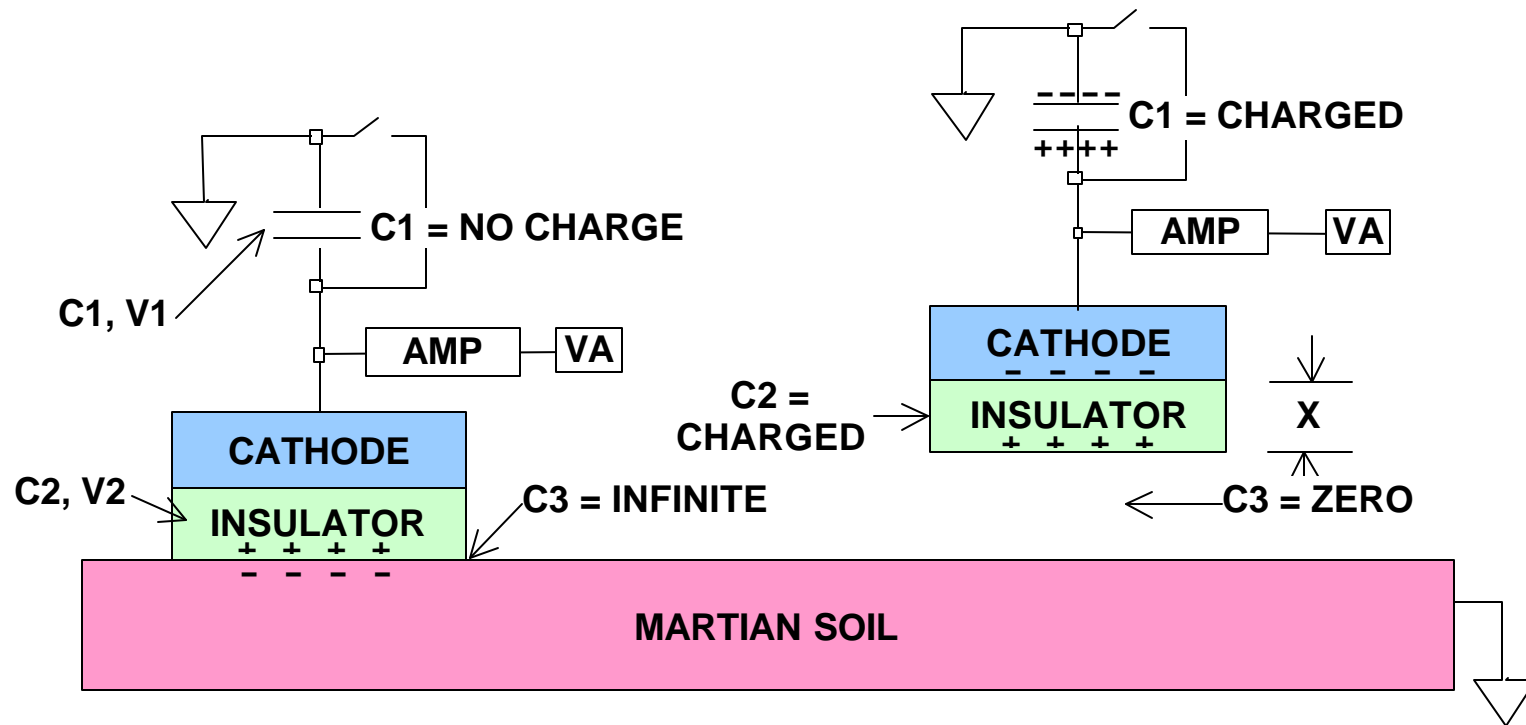 - - - -
C1 = CHARGED
++++
C1 = NO CHARGE
AMP
VA
C1, V1
AMP
VA
CATHODE
- - - -
C2 =
CHARGED
INSULATOR
+ + + +
X
CATHODE
C2, V2
INSULATOR
+ + + +
- - - -
C3 = INFINITE
C3 = ZERO
MARTIAN SOIL